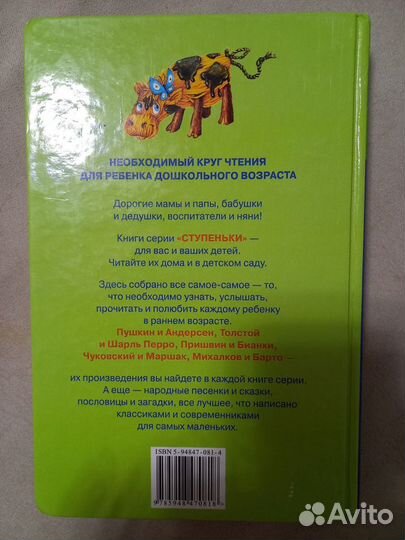 НЕОБХОДИМЫЙ КРУГ ЧТЕНИЯ
ДЛЯ РЕБЕНКА ДОШКОЛЬНОГО ВОЗРАСТА
Дорогие мамы и папы, бабушки
и дедушки, воспитатели и няни!
Книги серии «СТУПЕНЬКИ» —
для вас и ваших детей.
Читайте их дома и в детском саду.
Здесь собрано все самое-самое — то,
что необходимо узнать, услышать,
прочитать и полюбить каждому ребенку
в раннем возрасте.
Пушкин и Андерсен, Толстой
и Шарль Перро, Пришвин и Бианки,
Чуковский и Маршак, Михалков и Барто —
их произведения вы найдете в каждой книге серии.
А еще — народные песенки и сказки,
пословицы и загадки, все лучшее, что написано
классиками и современниками
для самых маленьких.
ISBN 5-94847-081-4
9785948470818
Avito